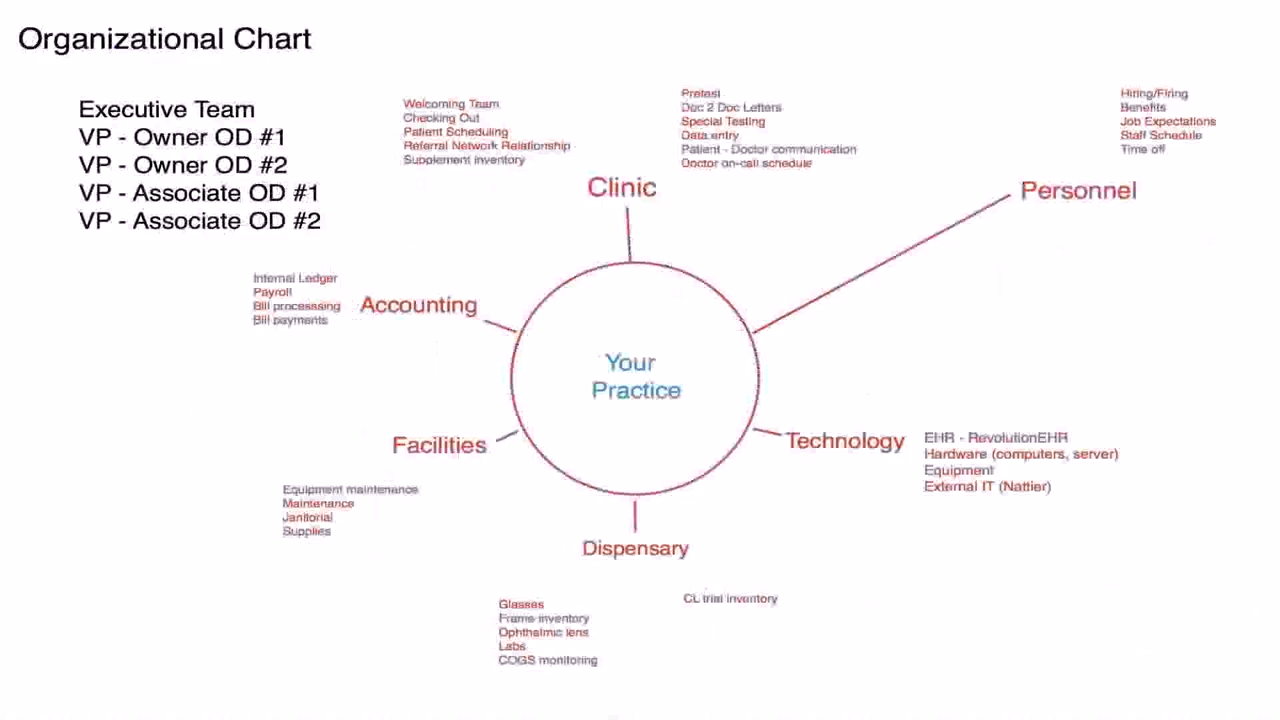 Organizational Chart
Executive Team
VP - Owner OD #1
VP - Owner OD #2
VP - Associate OD #1
VP - Associate OD #2
Welcoming Team
Checking Out
Patient Scheduling
Referral Network Relationship
Supplement inventory
Pretest
Doc 2 Doc Letters
Special Testing
Data entry
Patient - Doctor communication
Doctor on-call schedule
Clinic
Hiring/Firing
Benefits
Job Expectations
Staff Schedule
Time off
Personnel
Internal Ledger
Payroll
Bill processing
Bill payments
Accounting
Your
Practice
Facilities
Equipment maintenance
Maintenance
Janitorial
Supplies
Technology
EHR - RevolutionEHR
Hardware (computers, server)
Equipment
External IT (Nattier)
Dispensary
Glasses
Frame inventory
Ophthalmic lens
Labs
COGS monitoring
CL trial inventory